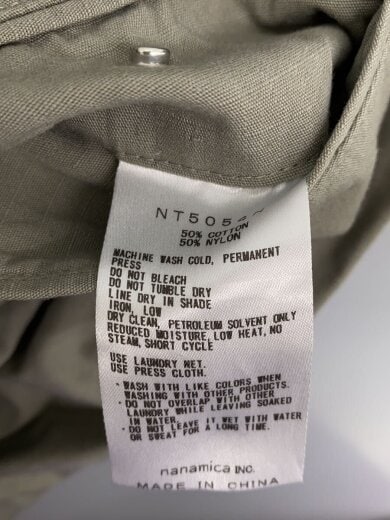 50% COTTON
50% NYLON
MACHINE WASH COLD, PERMANENT
PRESS
DO NOT BLEACH
DO NOT TUMBLE DRY
LINE DRY IN SHADE
IRON, LOW
DRY CLEAN, PETROLEUM SOLVENT ONLY
REDUCED MOISTURE, LOW HEAT, NO
STEAM, SHORT CYCLE
USE LAUNDRY NET.
USE PRESS CLOTH.
・WASH WITH LIKE COLORS WHEN
WASHING WITH OTHER PRODUCTS.
・DO NOT OVERLAP WITH OTHER
LAUNDRY WHILE LEAVING SOAKED
IN WATER.
・DO NOT LEAVE IT WET WITH WATER
OR SWEAT FOR A LONG TIME.
nanamica INC.
MADE IN CHINA